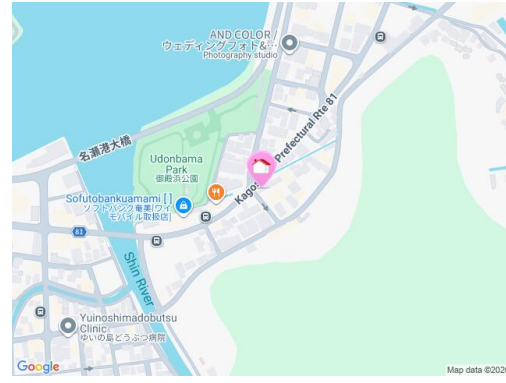 AND COLOR /
ウェディングフォト&…
Photography studio
名瀬港大橋
Udonbama
Park
御殿浜公園
Prefectural Rte 81
Sofutobankuamami [ ]
ソフトバンク奄美[ワイ
モバイル取扱店]
81
Shin River
Yuinoshimadobutsu
Clinic
ゆいの島どうぶつ病院
Google
Map data ©202